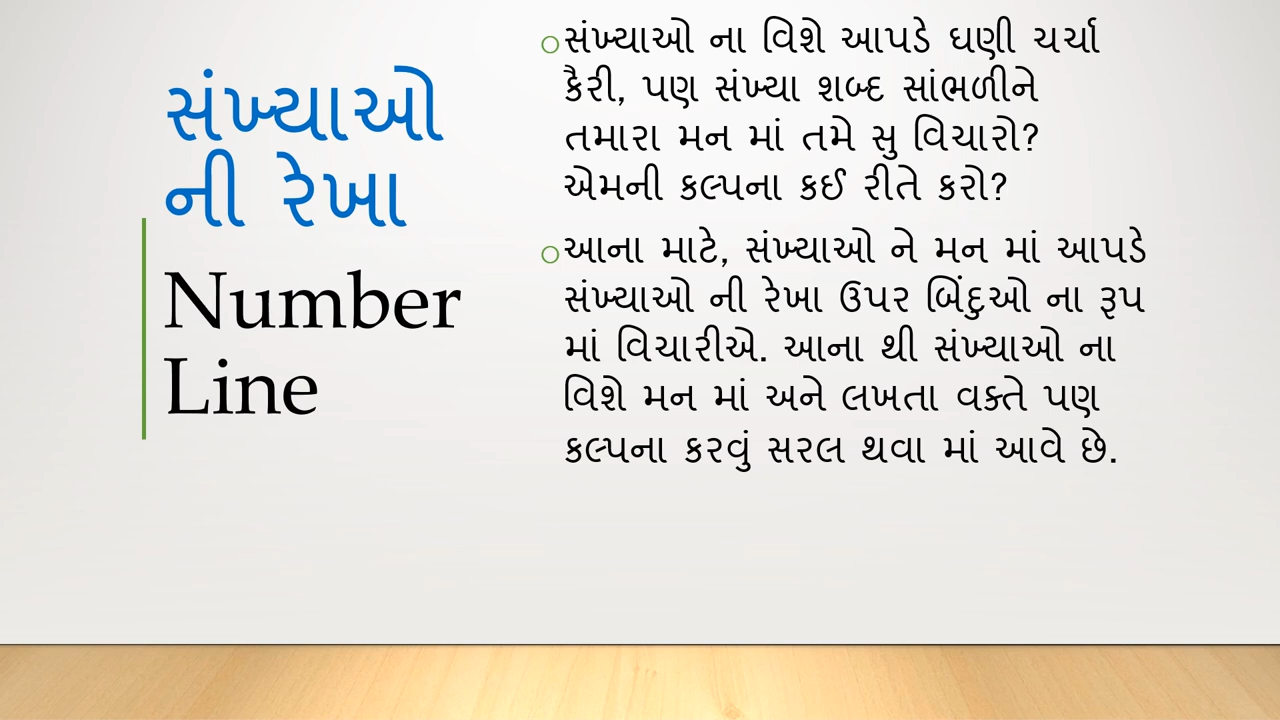 સંખ્યાઓ
ની રેખા
Number
Line
સંખ્યાઓ ના વિશે આપડે ઘણી ચર્ચા
કૈરી, પણ સંખ્યા શબ્દ સાંભળીને
તમારા મન માં તમે સુ વિચારો?
એમની કલ્પના કઈ રીતે કરો?
આના માટે, સંખ્યાઓ ને મન માં આપડે
સંખ્યાઓ ની રેખા ઉપર બિંદુઓ ના રૂપ
માં વિચારીએ. આના થી સંખ્યાઓ ના
વિશે મન માં અને લખતા વક્તે પણ
કલ્પના કરવું સરલ થવા માં આવે છે.